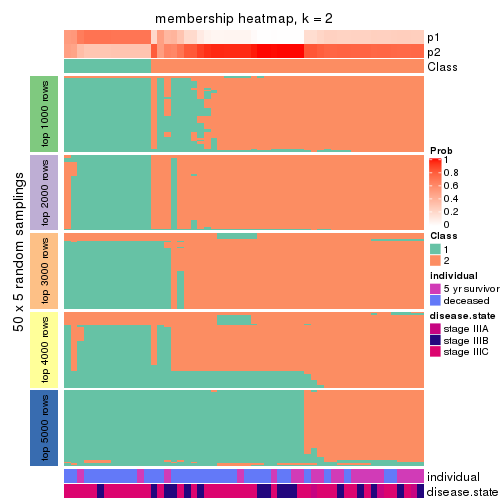 membership heatmap, k = 2
p1
p2
Class
50 x 5 random samplings
top 1000 rows
top 2000 rows
top 3000 rows
top 4000 rows
top 5000 rows
individual
disease.state
Prob
1
0.8
0.6
0.4
0.2
0
Class
1
2
individual
5 yr survivor
deceased
disease.state
stage IIIA
stage IIIB
stage IIIC